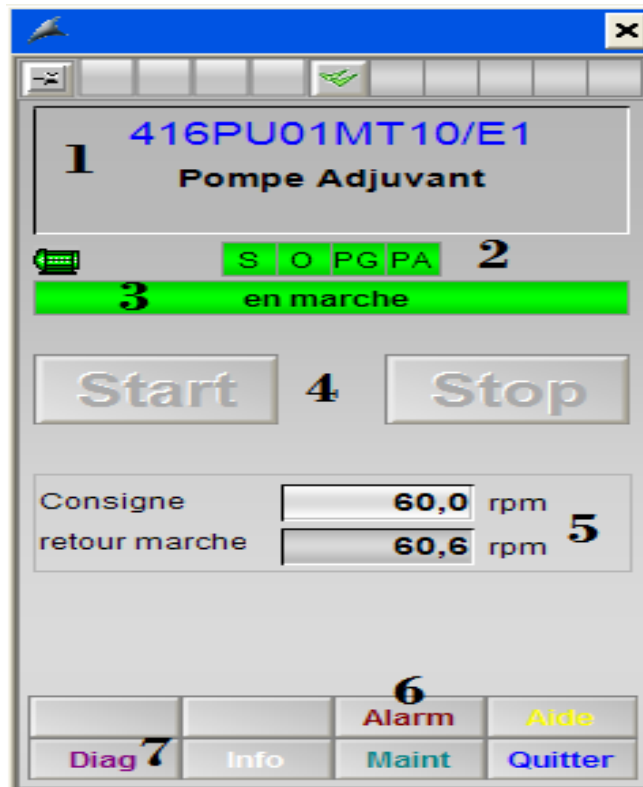 416PU01MT10/E1
1
Pompe Adjuvant
S O PG PA 2
3 en marche
Start 4 Stop
Consigne 60,0 rpm
5
retour marche 60,6 rpm
6
Alarm Aide
Diag 7 Info Maint Quitter